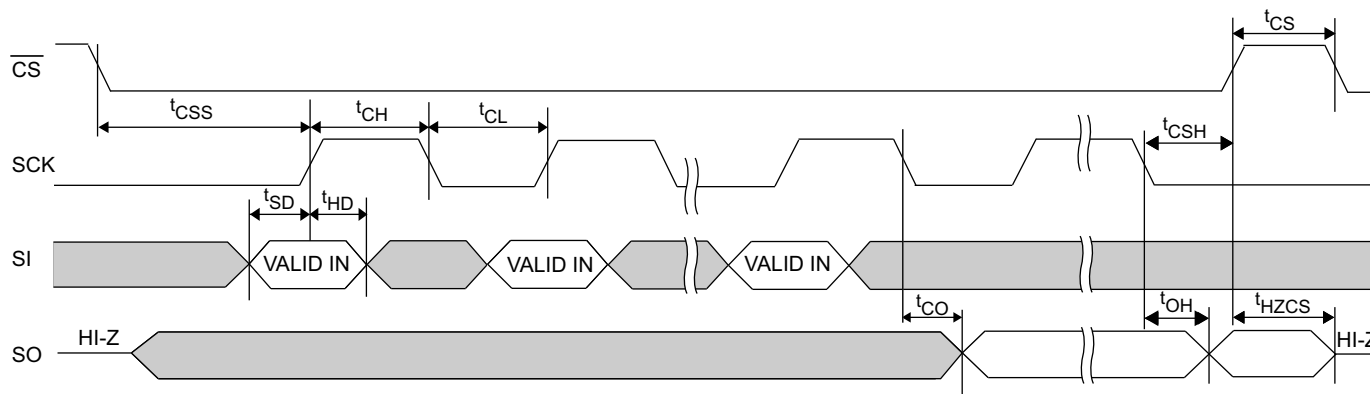 tCS
CS
tCSS
tCH
tCL
tCSH
SCK
tSD
tHD
SI
VALID IN
VALID IN
VALID IN
tCO
tOH
tHZCS
SO
HI-Z
HI-Z